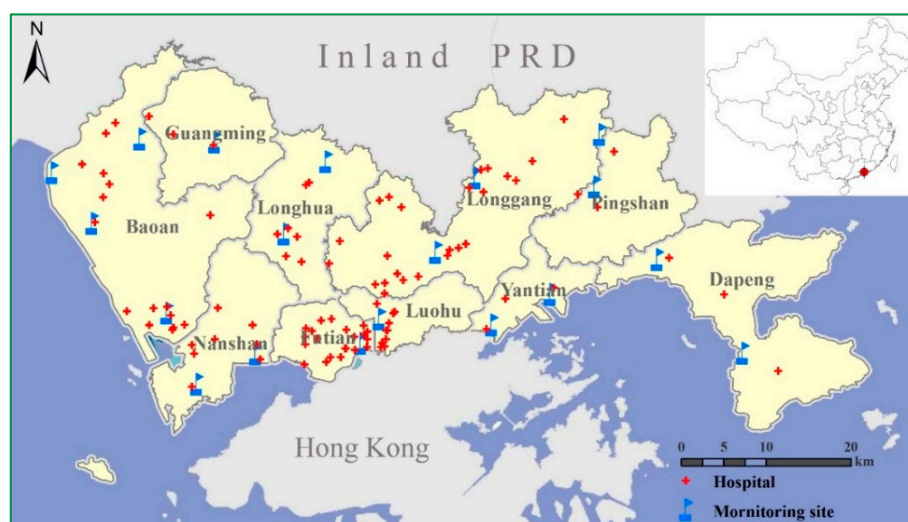 N
Inland PRD
Guangming
Baoan
Longhua
Longgang
Pingshan
Nanshan
Futian
Luohu
Yantian
Dapeng
Hong Kong
0 5 10 20
km
Hospital
Mornitoring site